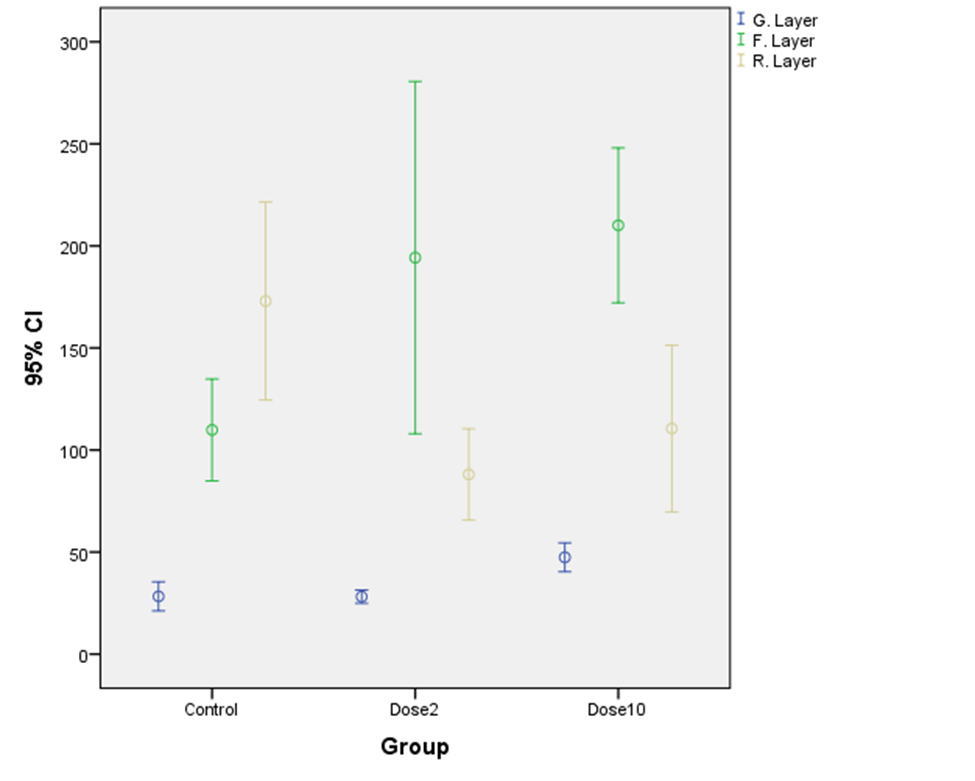 G. Layer
F. Layer
R. Layer
300
250
200
150
100
50
0
95% CI
Control Dose2 Dose10
Group